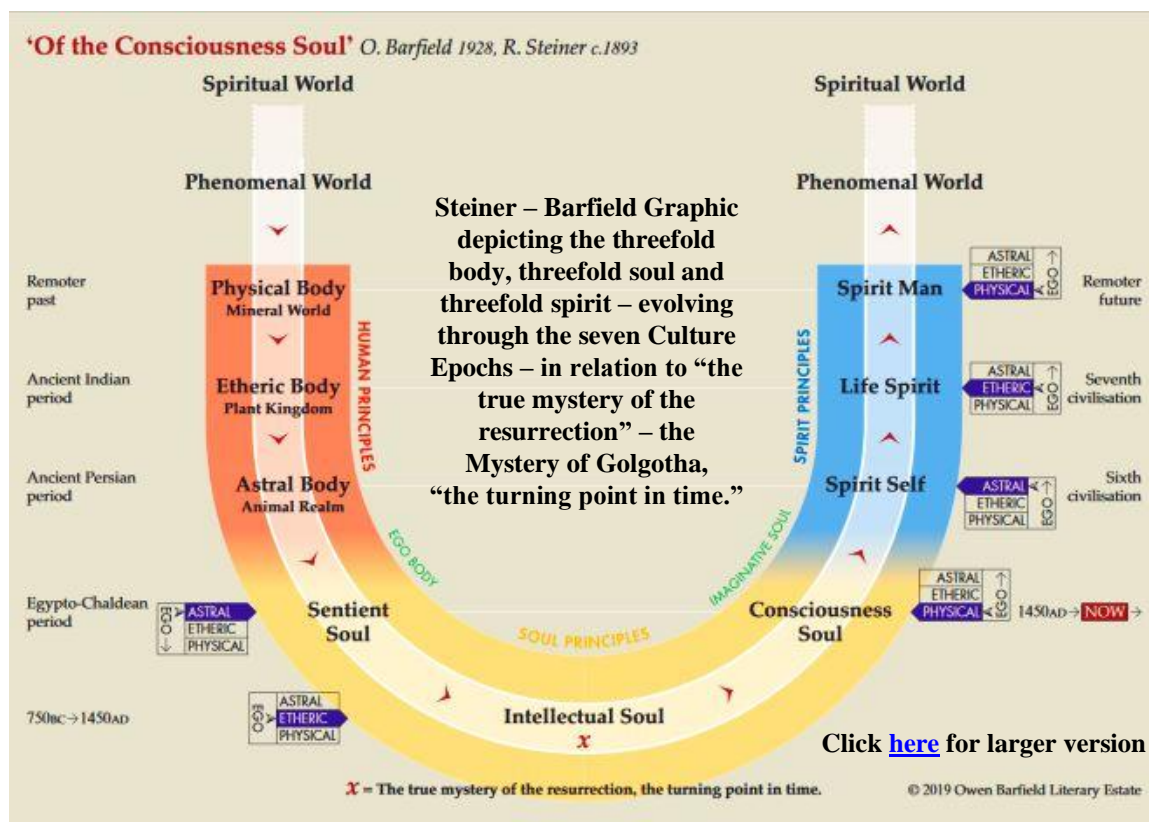 ‘Of the Consciousness Soul’ O. Barfield 1928, R. Steiner c.1893
Spiritual World
Spiritual World
Phenomenal World
Phenomenal World
Steiner – Barfield Graphic
depicting the threefold
body, threefold soul and
threefold spirit – evolving
through the seven Culture
Epochs – in relation to “the
true mystery of the
resurrection” – the
Mystery of Golgotha,
“the turning point in time.”
Remoter
past
Physical Body
Mineral World
Spirit Man
ASTRAL
ETHERIC
PHYSICAL
EGO
Remoter
future
HUMAN PRINCIPLES
SPIRIT PRINCIPLES
Ancient Indian
period
Etheric Body
Plant Kingdom
Life Spirit
ASTRAL
ETHERIC
PHYSICAL
EGO
Seventh
civilisation
Ancient Persian
period
Astral Body
Animal Realm
Spirit Self
ASTRAL
ETHERIC
PHYSICAL
EGO
Sixth
civilisation
EGO BODY
IMAGINATIVE SOUL
Egypto-Chaldean
period
EGO
ASTRAL
ETHERIC
PHYSICAL
Sentient
Soul
SOUL PRINCIPLES
Consciousness
Soul
ASTRAL
ETHERIC
PHYSICAL
EGO
1450AD→ NOW →
750BC→1450AD
EGO
ASTRAL
ETHERIC
PHYSICAL
Intellectual Soul
x
Click here for larger version
x = The true mystery of the resurrection, the turning point in time.
© 2019 Owen Barfield Literary Estate